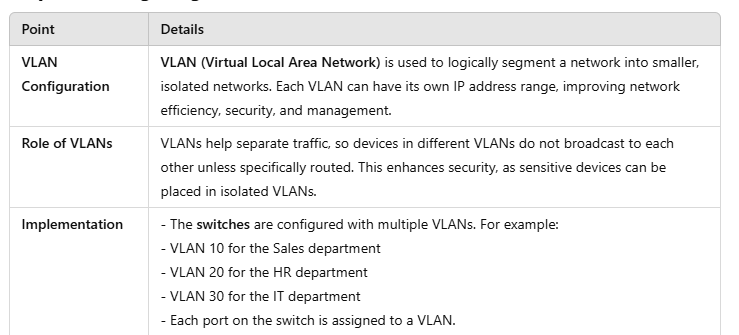 Point Details
VLAN Configuration
VLAN (Virtual Local Area Network) is used to logically segment a network into smaller,
isolated networks. Each VLAN can have its own IP address range, improving network
efficiency, security, and management.
Role of VLANs
VLANs help separate traffic, so devices in different VLANs do not broadcast to each
other unless specifically routed. This enhances security, as sensitive devices can be
placed in isolated VLANs.
Implementation
- The switches are configured with multiple VLANs. For example:
- VLAN 10 for the Sales department
- VLAN 20 for the HR department
- VLAN 30 for the IT department
- Each port on the switch is assigned to a VLAN.